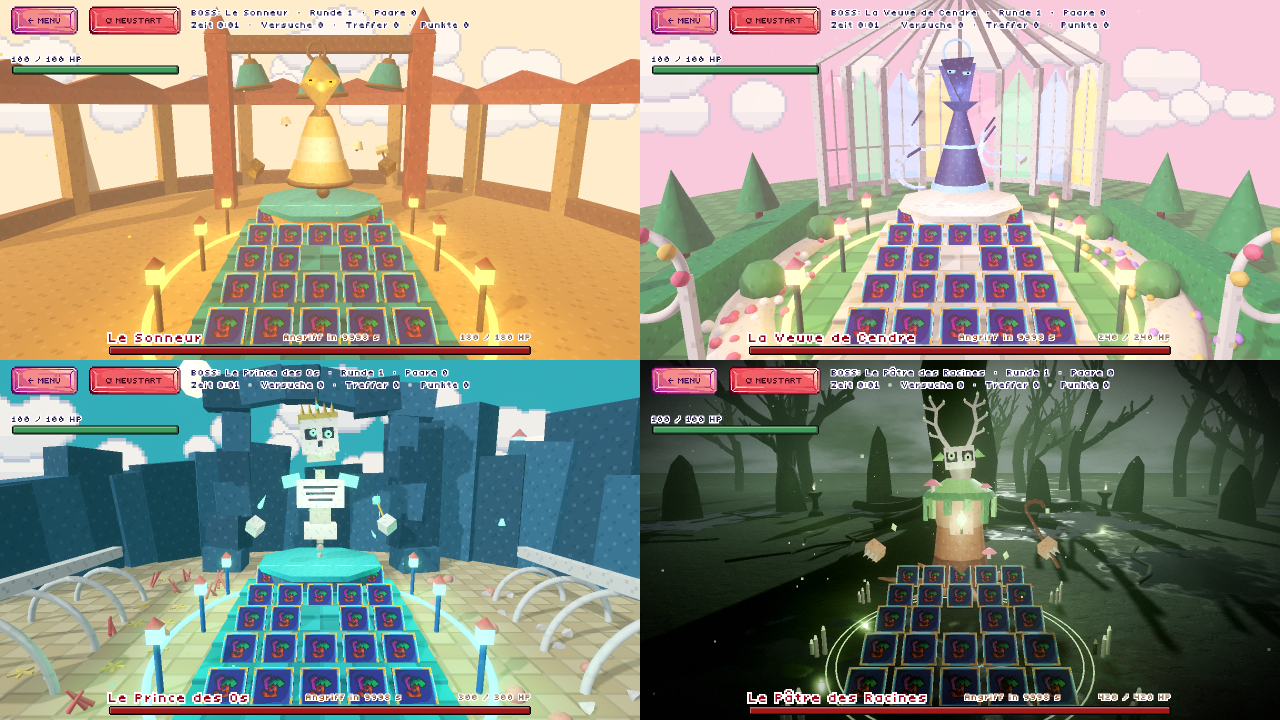 ← MENÜ
↻ NEUSTART
BOSS: Le Sonneur · Runde 1 · Paare 0
Zeit 0:01 · Versuche 0 · Treffer 0 · Punkte 0
100 / 100 HP
Le Sonneur
Angriff in 9998 s
180 / 180 HP
← MENÜ
↻ NEUSTART
BOSS: La Veuve de Cendre · Runde 1 · Paare 0
Zeit 0:01 · Versuche 0 · Treffer 0 · Punkte 0
100 / 100 HP
La Veuve de Cendre
Angriff in 9998 s
240 / 240 HP
← MENÜ
↻ NEUSTART
BOSS: Le Prince des Os · Runde 1 · Paare 0
Zeit 0:01 · Versuche 0 · Treffer 0 · Punkte 0
100 / 100 HP
Le Prince des Os
Angriff in 9998 s
300 / 300 HP
← MENÜ
↻ NEUSTART
BOSS: Le Pâtre des Racines · Runde 1 · Paare 0
Zeit 0:01 · Versuche 0 · Treffer 0 · Punkte 0
100 / 100 HP
Le Pâtre des Racines
Angriff in 9998 s
420 / 420 HP